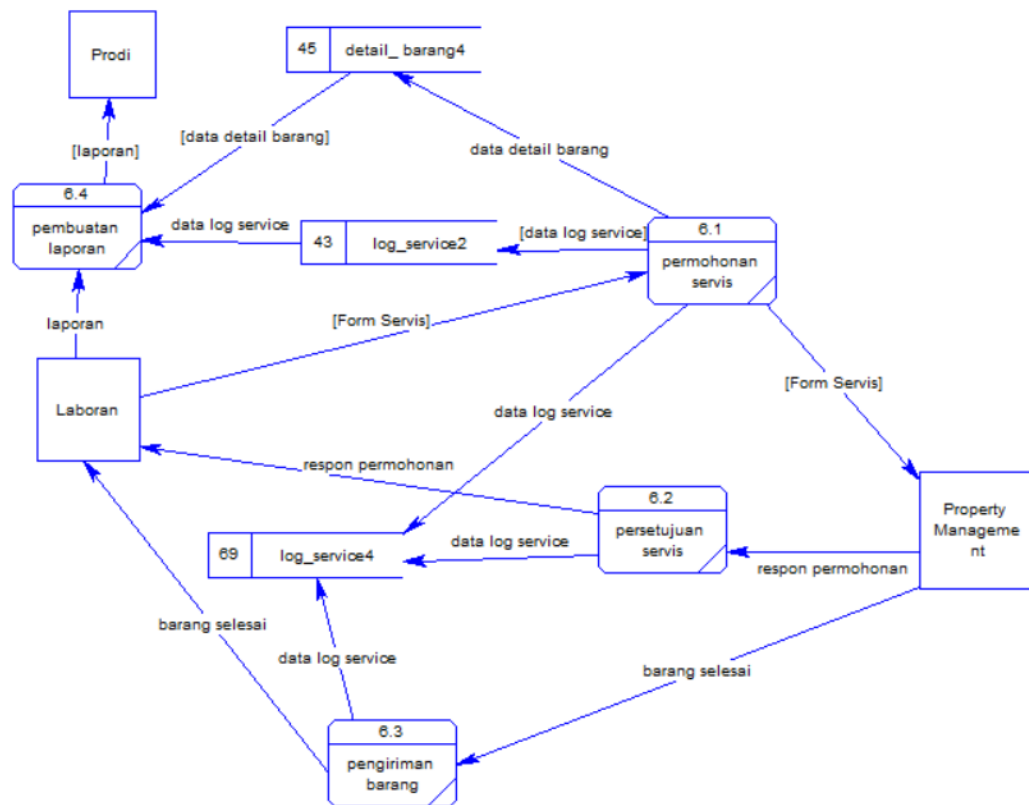 Prodi
45
detail_ barang4
[data detail barang]
data detail barang
[laporan]
6.4
pembuatan
laporan
data log service
43
log_service2
[data log service]
6.1
permohonan
servis
laporan
[Form Servis]
Laboran
[Form Servis]
data log service
respon permohonan
6.2
persetujuan
servis
Property
Manageme
nt
69
log_service4
data log service
respon permohonan
barang selesai
data log service
barang selesai
6.3
pengiriman
barang